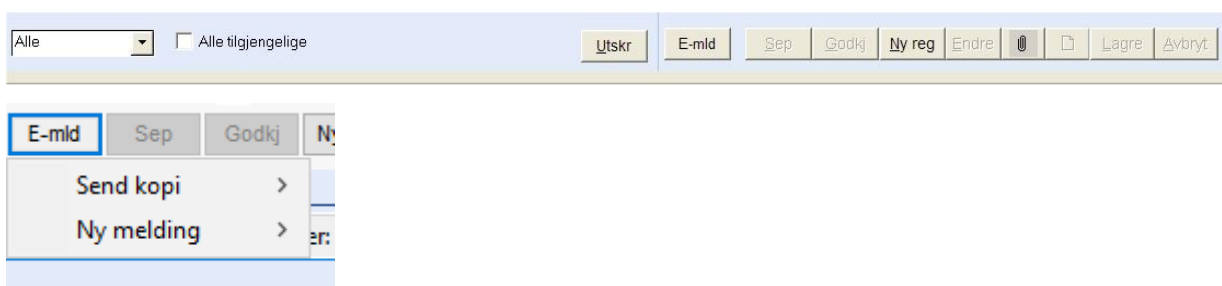 Alle Alle tilgjengelige Utskr E-mld Sep Godkj Ny reg Endre Lagre Avbryt
E-mld Sep Godkj
Send kopi >
Ny melding > er: